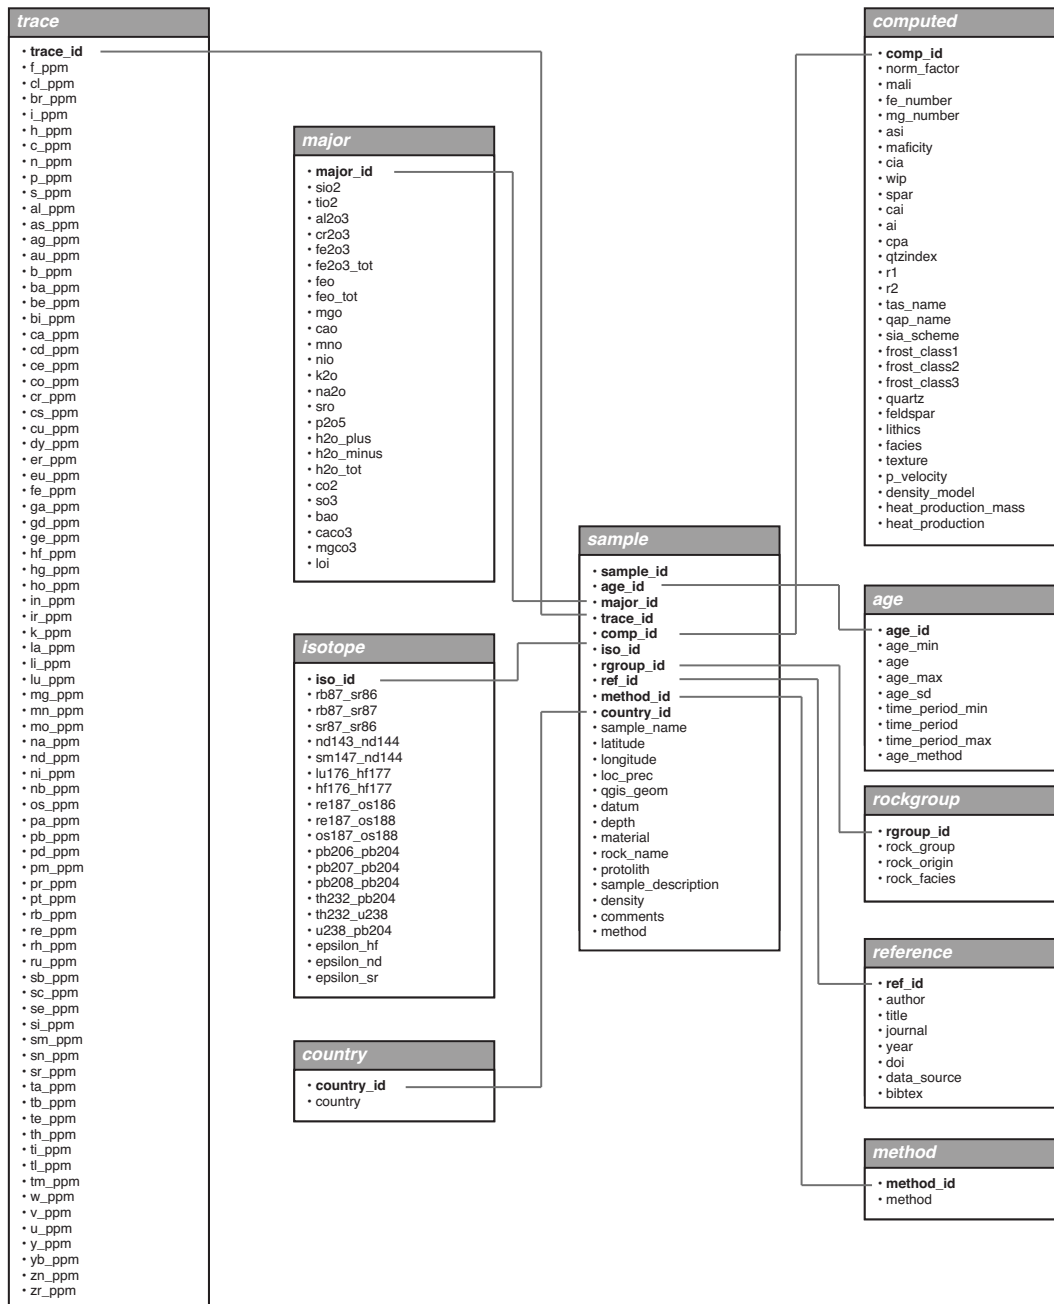 trace
• trace_id
• f_ppm
• cl_ppm
• br_ppm
• i_ppm
• h_ppm
• c_ppm
• n_ppm
• p_ppm
• s_ppm
• al_ppm
• as_ppm
• ag_ppm
• au_ppm
• b_ppm
• ba_ppm
• be_ppm
• bi_ppm
• ca_ppm
• cd_ppm
• ce_ppm
• co_ppm
• cr_ppm
• cs_ppm
• cu_ppm
• dy_ppm
• er_ppm
• eu_ppm
• fe_ppm
• ga_ppm
• gd_ppm
• ge_ppm
• hf_ppm
• hg_ppm
• ho_ppm
• in_ppm
• ir_ppm
• k_ppm
• la_ppm
• li_ppm
• lu_ppm
• mg_ppm
• mn_ppm
• mo_ppm
• na_ppm
• nd_ppm
• ni_ppm
• nb_ppm
• os_ppm
• pa_ppm
• pb_ppm
• pd_ppm
• pm_ppm
• pr_ppm
• pt_ppm
• rb_ppm
• re_ppm
• rh_ppm
• ru_ppm
• sb_ppm
• sc_ppm
• se_ppm
• si_ppm
• sm_ppm
• sn_ppm
• sr_ppm
• ta_ppm
• tb_ppm
• te_ppm
• th_ppm
• ti_ppm
• tl_ppm
• tm_ppm
• w_ppm
• v_ppm
• u_ppm
• y_ppm
• yb_ppm
• zn_ppm
• zr_ppm
major
• major_id
• sio2
• tio2
• al2o3
• cr2o3
• fe2o3
• fe2o3_tot
• feo
• feo_tot
• mgo
• cao
• mno
• nio
• k2o
• na2o
• sro
• p2o5
• h2o_plus
• h2o_minus
• h2o_tot
• co2
• so3
• bao
• caco3
• mgco3
• loi
isotope
• iso_id
• rb87_sr86
• rb87_sr87
• sr87_sr86
• nd143_nd144
• sm147_nd144
• lu176_hf177
• hf176_hf177
• re187_os186
• re187_os188
• os187_os188
• pb206_pb204
• pb207_pb204
• pb208_pb204
• th232_pb204
• th232_u238
• u238_pb204
• epsilon_hf
• epsilon_nd
• epsilon_sr
country
• country_id
• country
sample
• sample_id
• age_id
• major_id
• trace_id
• comp_id
• iso_id
• rgroup_id
• ref_id
• method_id
• country_id
• sample_name
• latitude
• longitude
• loc_prec
• qgis_geom
• datum
• depth
• material
• rock_name
• protolith
• sample_description
• density
• comments
• method
computed
• comp_id
• norm_factor
• mali
• fe_number
• mg_number
• asi
• maficity
• cia
• wip
• spar
• cai
• ai
• cpa
• qtzindex
• r1
• r2
• tas_name
• qap_name
• sia_scheme
• frost_class1
• frost_class2
• frost_class3
• quartz
• feldspar
• lithics
• facies
• texture
• p_velocity
• density_model
• heat_production_mass
• heat_production
age
• age_id
• age_min
• age
• age_max
• age_sd
• time_period_min
• time_period
• time_period_max
• age_method
rockgroup
• rgroup_id
• rock_group
• rock_origin
• rock_facies
reference
• ref_id
• author
• title
• journal
• year
• doi
• data_source
• bibtex
method
• method_id
• method